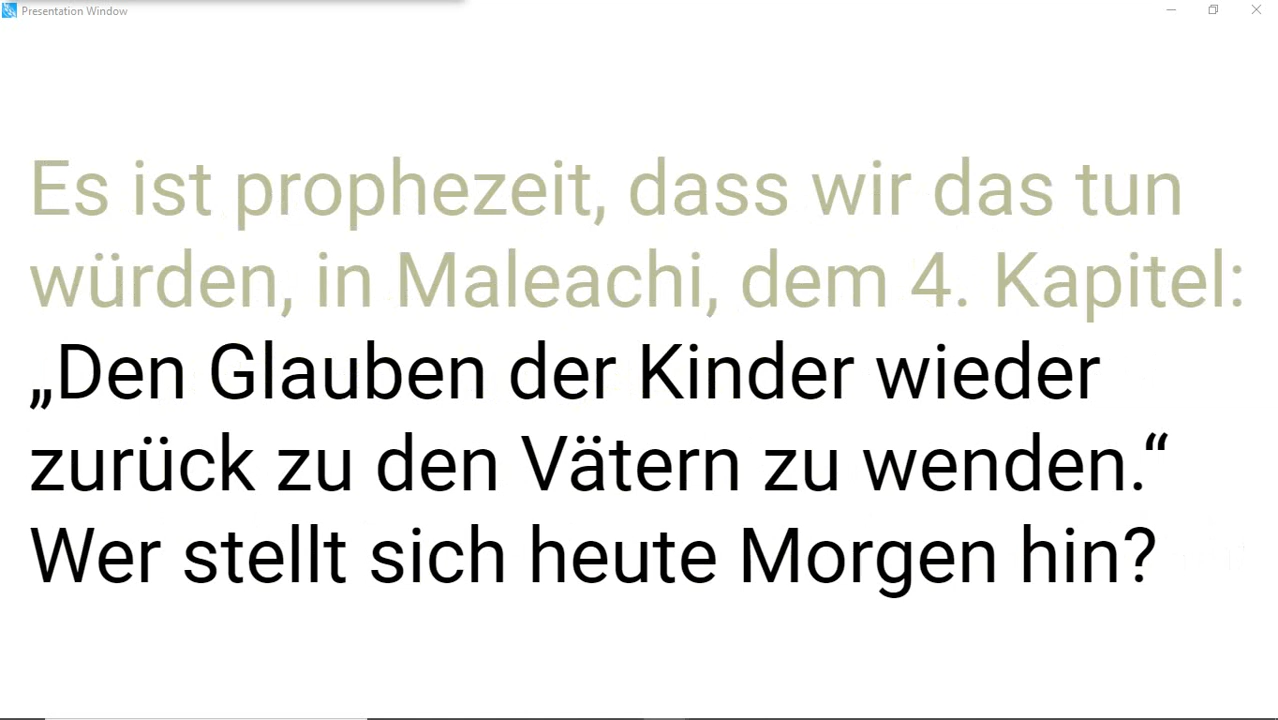 Presentation Window
Es ist prophezeit, dass wir das tun
würden, in Maleachi, dem 4. Kapitel:
„Den Glauben der Kinder wieder
zurück zu den Vätern zu wenden.“
Wer stellt sich heute Morgen hin?